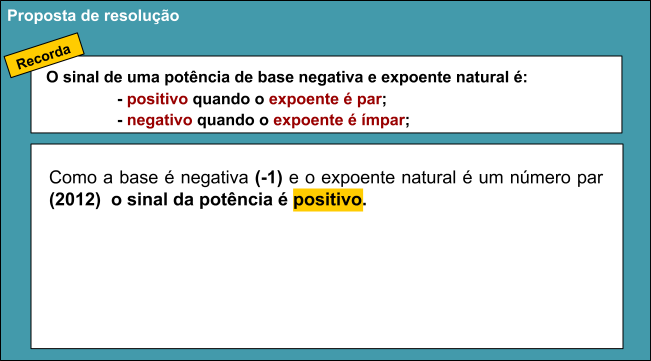 Proposta de resolução
Recorda
O sinal de uma potência de base negativa e expoente natural é:
- positivo quando o expoente é par;
- negativo quando o expoente é ímpar;
Como a base é negativa (-1) e o expoente natural é um número par
(2012) o sinal da potência é positivo.